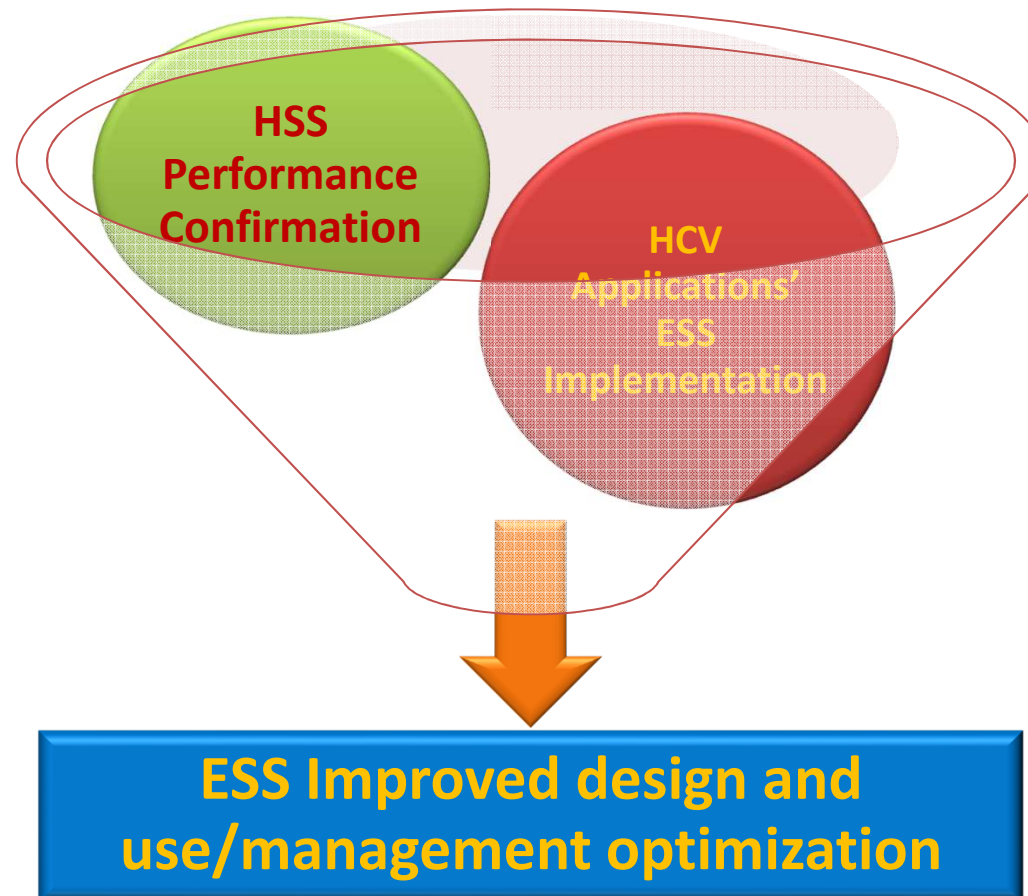 HSS
Performance
Confirmation
HCV
Applications’
ESS
Implementation
ESS Improved design and
use/management optimization